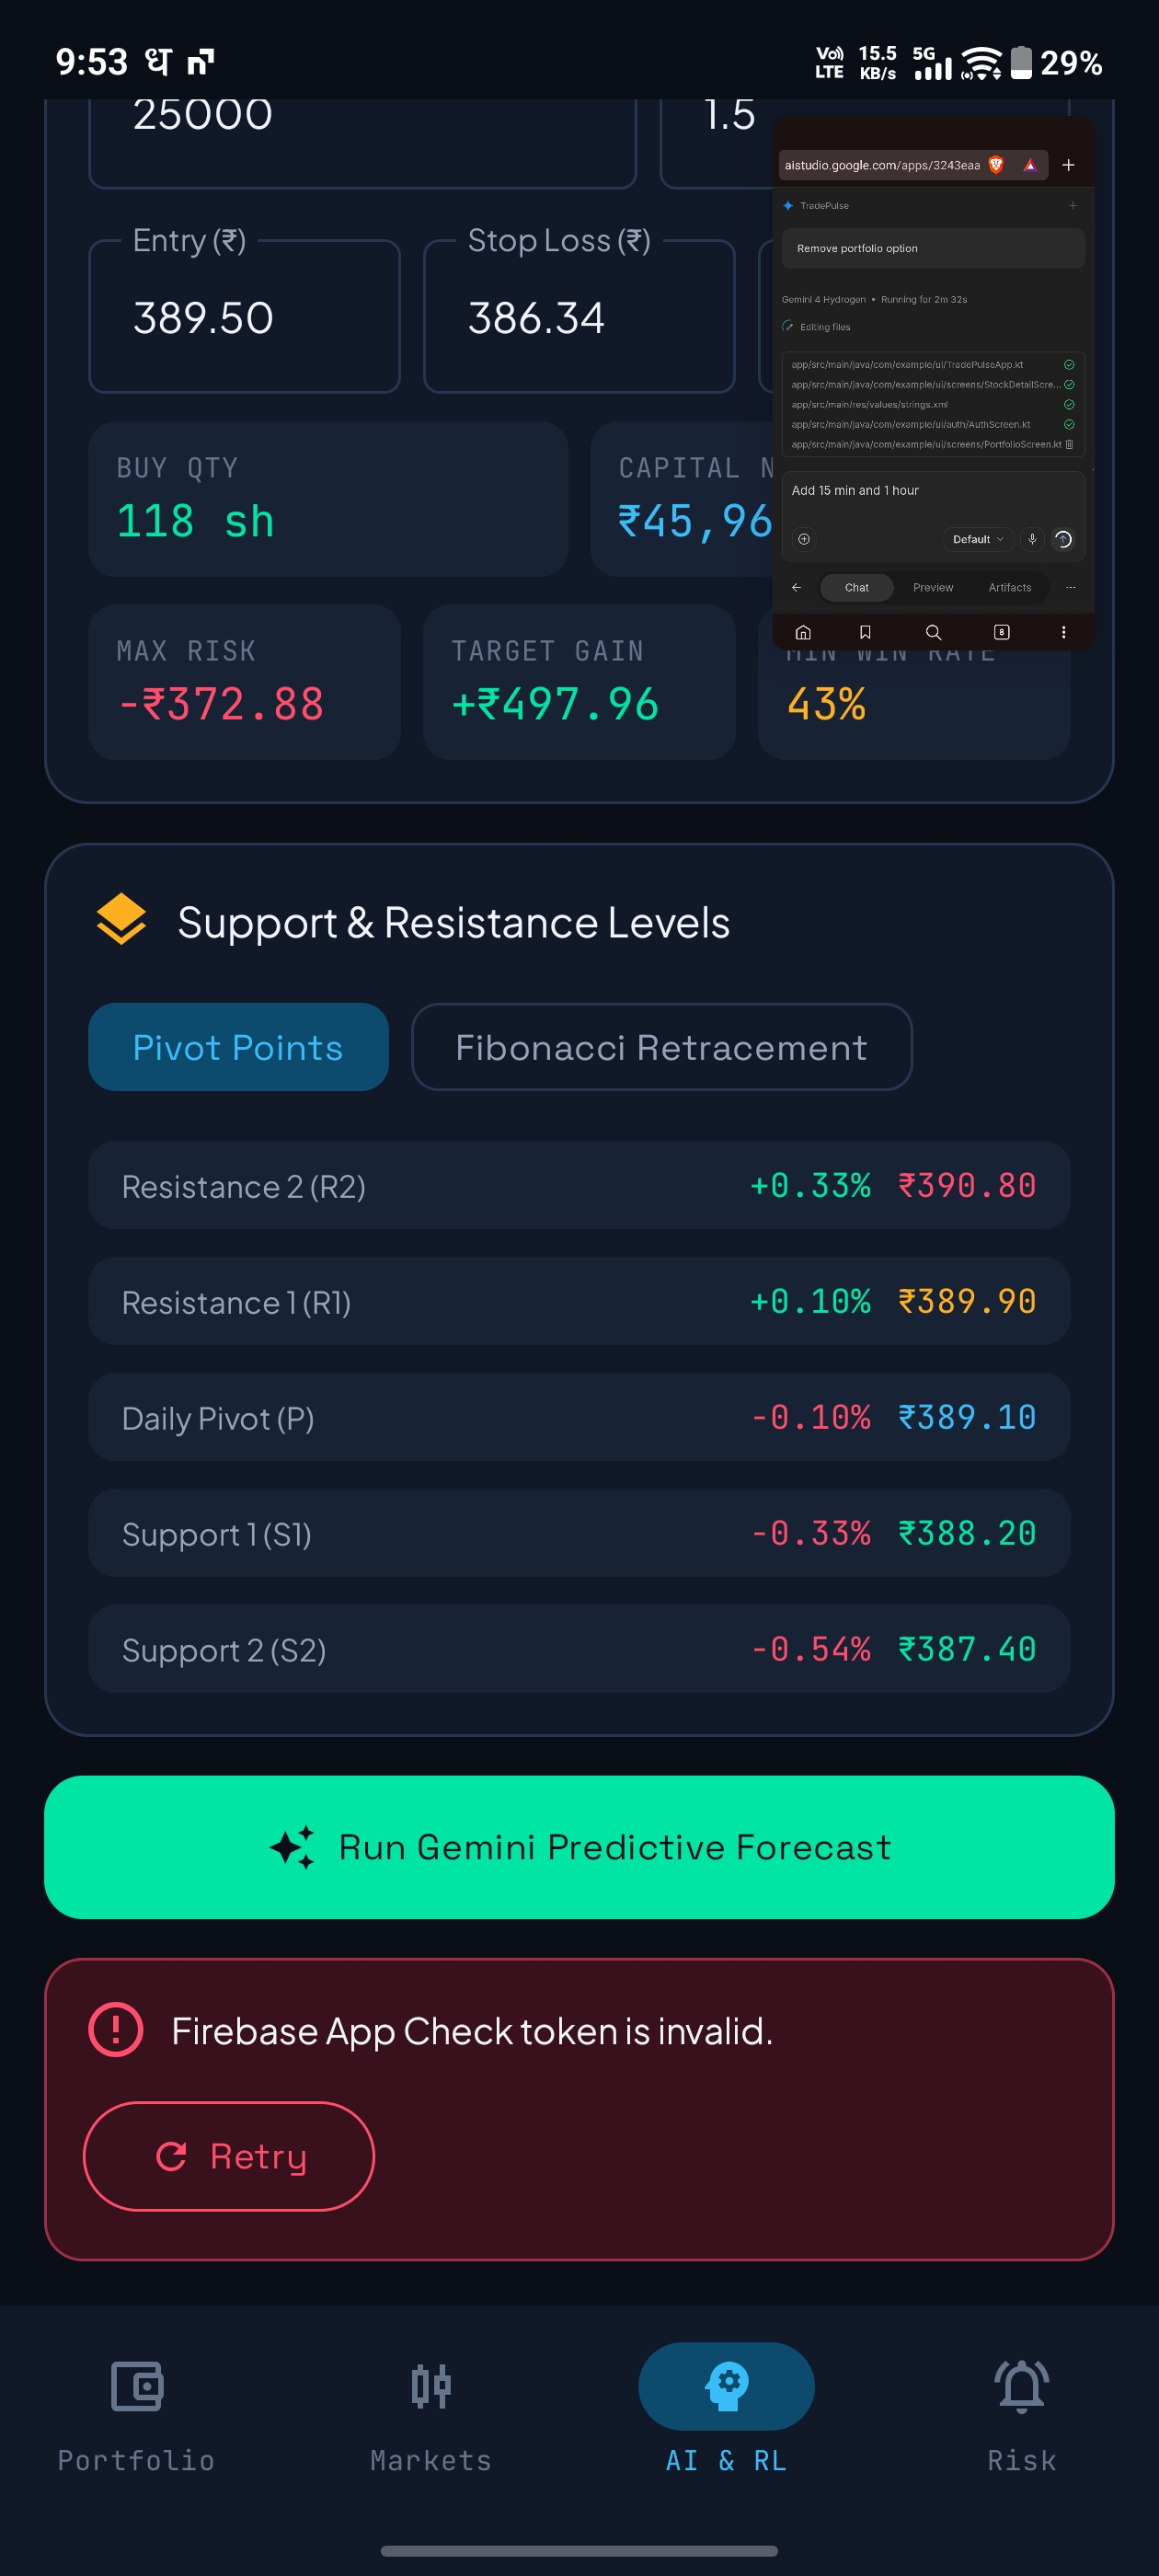 9:53 ध
Vo)) LTE 15.5 KB/s 5G 29%
25000
1.5
aistudio.google.com/apps/3243eaa
TradePulse
Remove portfolio option
Gemini 4 Hydrogen • Running for 2m 32s
Editing files
app/src/main/java/com/example/ui/TradePulseApp.kt
app/src/main/java/com/example/ui/screens/StockDetailScre...
app/src/main/res/values/strings.xml
app/src/main/java/com/example/ui/auth/AuthScreen.kt
app/src/main/java/com/example/ui/screens/PortfolioScreen.kt
Add 15 min and 1 hour
Default
Chat Preview Artifacts
8
Entry (₹)
389.50
Stop Loss (₹)
386.34
BUY QTY
118 sh
CAPITAL N
₹45,96
MAX RISK
-₹372.88
TARGET GAIN
+₹497.96
MIN WIN RATE
43%
Support & Resistance Levels
Pivot Points
Fibonacci Retracement
Resistance 2 (R2) +0.33% ₹390.80
Resistance 1 (R1) +0.10% ₹389.90
Daily Pivot (P) -0.10% ₹389.10
Support 1 (S1) -0.33% ₹388.20
Support 2 (S2) -0.54% ₹387.40
Run Gemini Predictive Forecast
Firebase App Check token is invalid.
Retry
Portfolio Markets AI & RL Risk